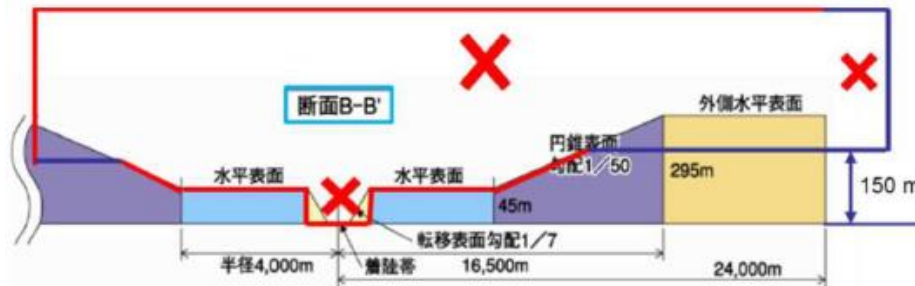 断面B-B'
外側水平表面
円錐表面
勾配1/50
水平表面
水平表面
295m
150 m
45m
転移表面勾配1/7
半径4,000m
着陸帯
16,500m
24,000m